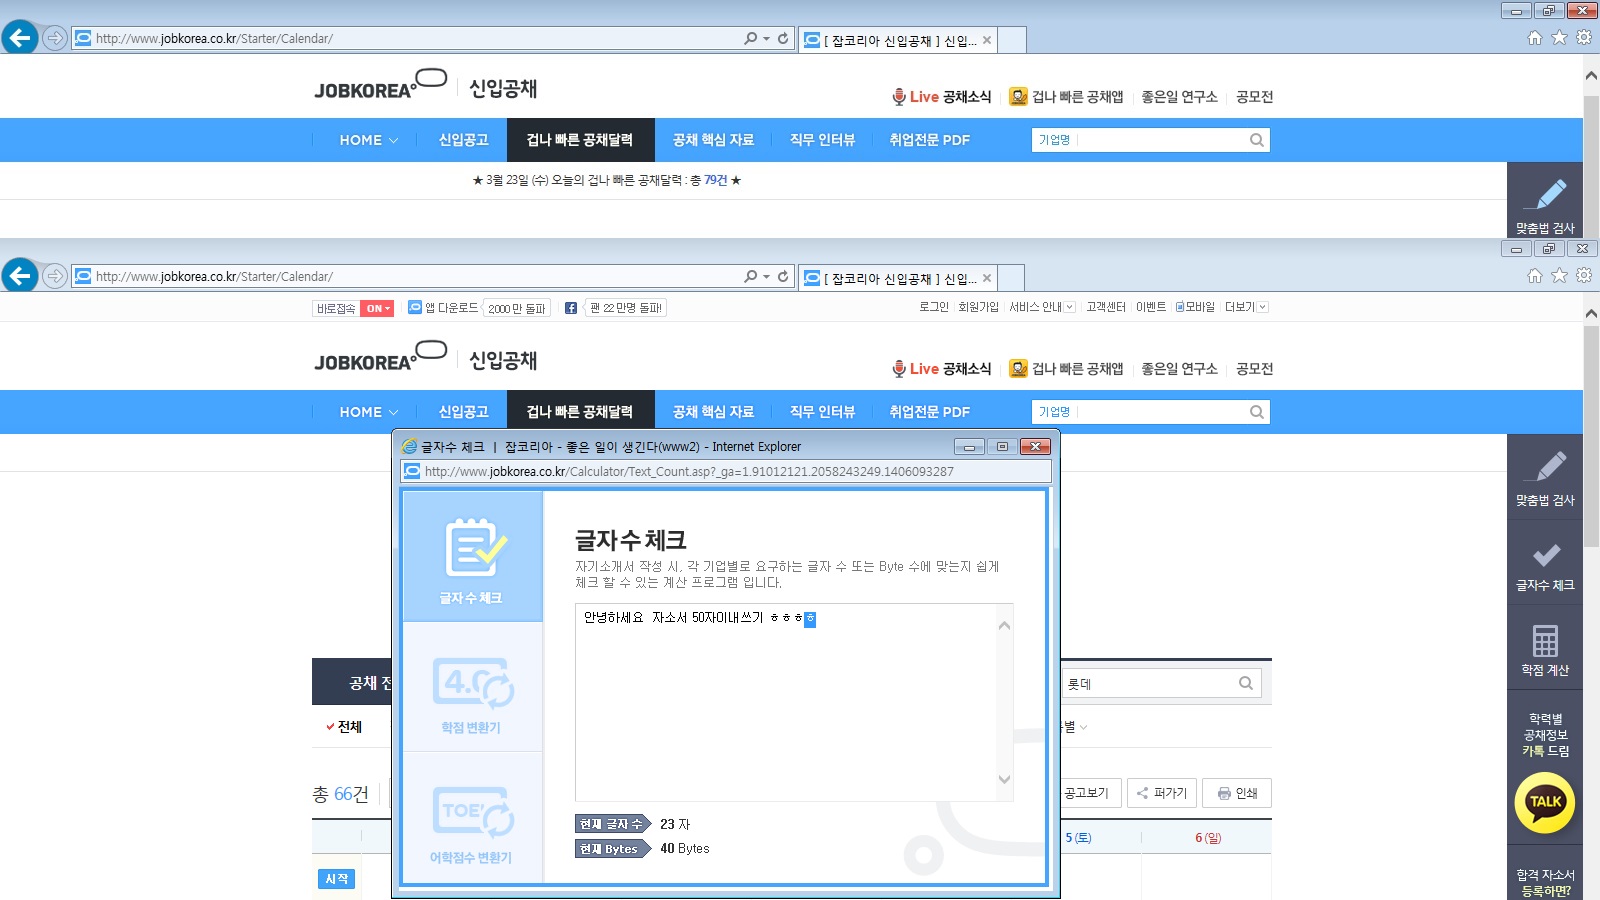 http://www.jobkorea.co.kr/Starter/Calendar/
[ 잡코리아 신입공채 ] 신입...
JOBKOREA 신입공채
Live 공채소식 겁나 빠른 공채앱 좋은일 연구소 공모전
HOME 신입공고 겁나 빠른 공채달력 공채 핵심 자료 직무 인터뷰 취업전문 PDF 기업명
★ 3월 23일 (수) 오늘의 겁나 빠른 공채달력 : 총 79건 ★
맞춤법 검사
http://www.jobkorea.co.kr/Starter/Calendar/
[ 잡코리아 신입공채 ] 신입...
바로접속 ON 앱 다운로드 2000만 돌파 팬 22만명 돌파! 로그인 회원가입 서비스 안내 고객센터 이벤트 모바일 더보기
JOBKOREA 신입공채
Live 공채소식 겁나 빠른 공채앱 좋은일 연구소 공모전
HOME 신입공고 겁나 빠른 공채달력 공채 핵심 자료 직무 인터뷰 취업전문 PDF 기업명
글자수 체크 | 잡코리아 - 좋은 일이 생긴다(www2) - Internet Explorer
http://www.jobkorea.co.kr/Calculator/Text_Count.asp?_ga=1.91012121.2058243249.1406093287
글자수 체크
학점 변환기
TOE
어학점수 변환기
글자수 체크
자기소개서 작성 시, 각 기업별로 요구하는 글자 수 또는 Byte 수에 맞는지 쉽게
체크 할 수 있는 계산 프로그램 입니다.
안녕하세요 자소서 50자이내쓰기 ㅎㅎㅎㅎ
현재 글자 수 23 자
현재 Bytes 40 Bytes
공채 전
전체
총 66건
시작
롯데
별
공고보기 퍼가기 인쇄
5 (토) 6 (일)
맞춤법 검사
글자수 체크
학점 계산
학력별
공채정보
카톡 드림
TALK
합격 자소서
등록하면?